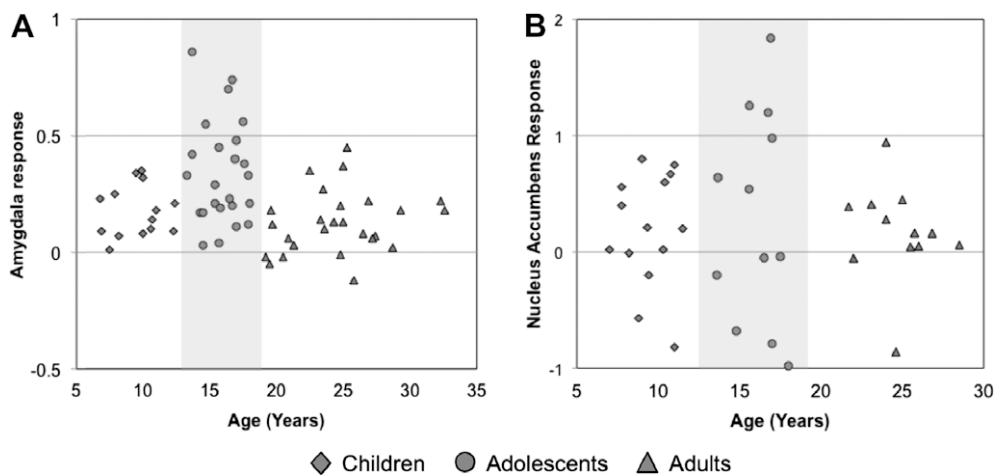 A
Amygdala response
1
0.5
0
-0.5
5 10 15 20 25 30 35
Age (Years)
B
Nucleus Accumbens Response
2
1
0
-1
5 10 15 20 25 30
Age (Years)
Children Adolescents Adults